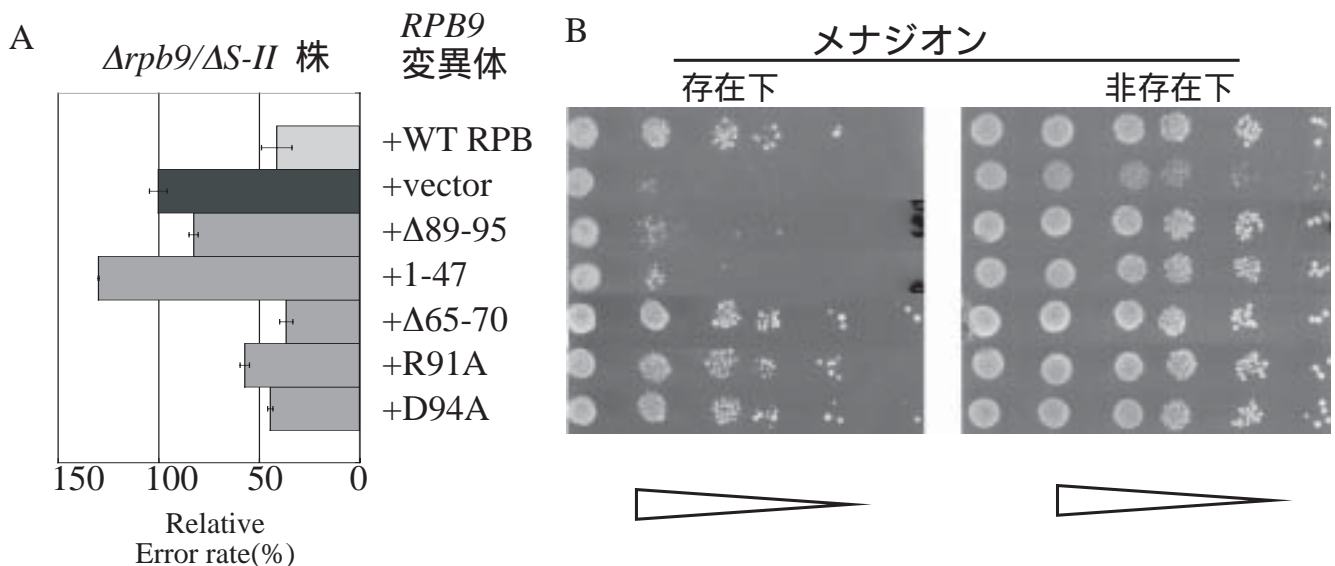 A
Δrpb9/ΔS-II 株
RPB9
変異体
+WT RPB
+vector
+Δ89-95
+1-47
+Δ65-70
+R91A
+D94A
150 100 50 0
Relative
Error rate(%)
B
メナジオン
存在下 非存在下